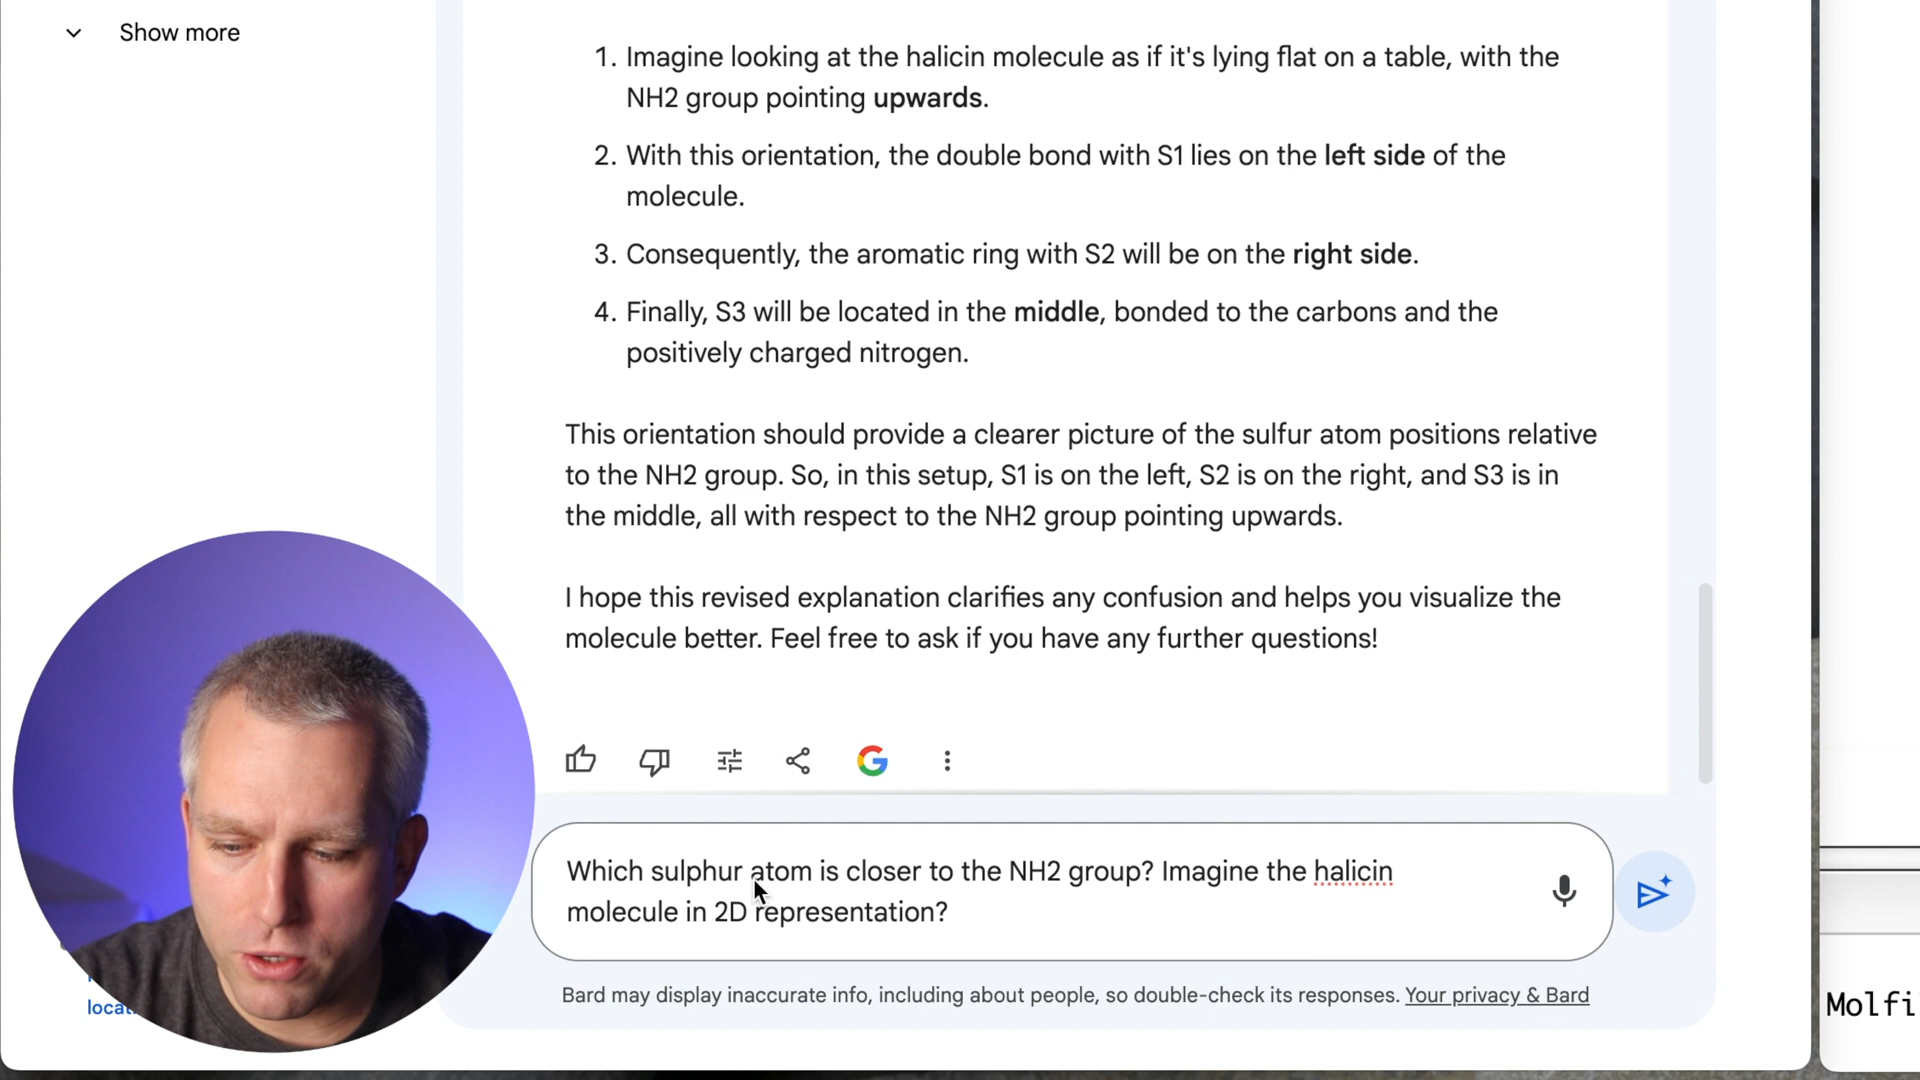 Show more
1. Imagine looking at the halicin molecule as if it's lying flat on a table, with the
NH2 group pointing upwards.
2. With this orientation, the double bond with S1 lies on the left side of the
molecule.
3. Consequently, the aromatic ring with S2 will be on the right side.
4. Finally, S3 will be located in the middle, bonded to the carbons and the
positively charged nitrogen.
This orientation should provide a clearer picture of the sulfur atom positions relative
to the NH2 group. So, in this setup, S1 is on the left, S2 is on the right, and S3 is in
the middle, all with respect to the NH2 group pointing upwards.
I hope this revised explanation clarifies any confusion and helps you visualize the
molecule better. Feel free to ask if you have any further questions!
Which sulphur atom is closer to the NH2 group? Imagine the halicin
molecule in 2D representation?
Bard may display inaccurate info, including about people, so double-check its responses. Your privacy & Bard
Molfi